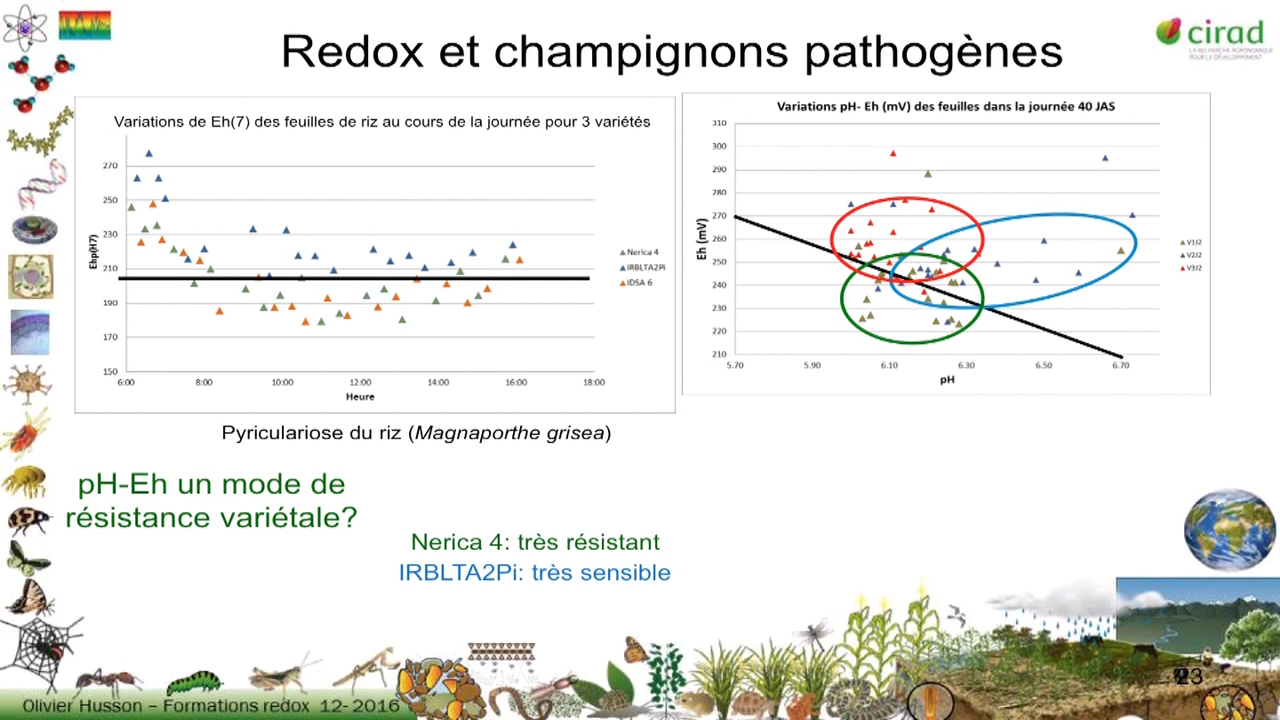 Redox et champignons pathogènes
cirad
LA RECHERCHE AGRONOMIQUE
POUR LE DÉVELOPPEMENT
Variations de Eh(7) des feuilles de riz au cours de la journée pour 3 variétés
270
250
230
210
190
170
150
Ehp(H7)
6:00 8:00 10:00 12:00 14:00 16:00 18:00
Heure
Nerica 4
IRBLTA2PI
IDSA 6
Variations pH- Eh (mV) des feuilles dans la journée 40 JAS
310
300
290
280
270
260
250
240
230
220
210
Eh (mV)
5.70 5.90 6.10 6.30 6.50 6.70
pH
V1J2
V2J2
V3J2
Pyriculariose du riz (Magnaporthe grisea)
pH-Eh un mode de
résistance variétale?
Nerica 4: très résistant
IRBLTA2Pi: très sensible
Olivier Husson – Formations redox 12- 2016